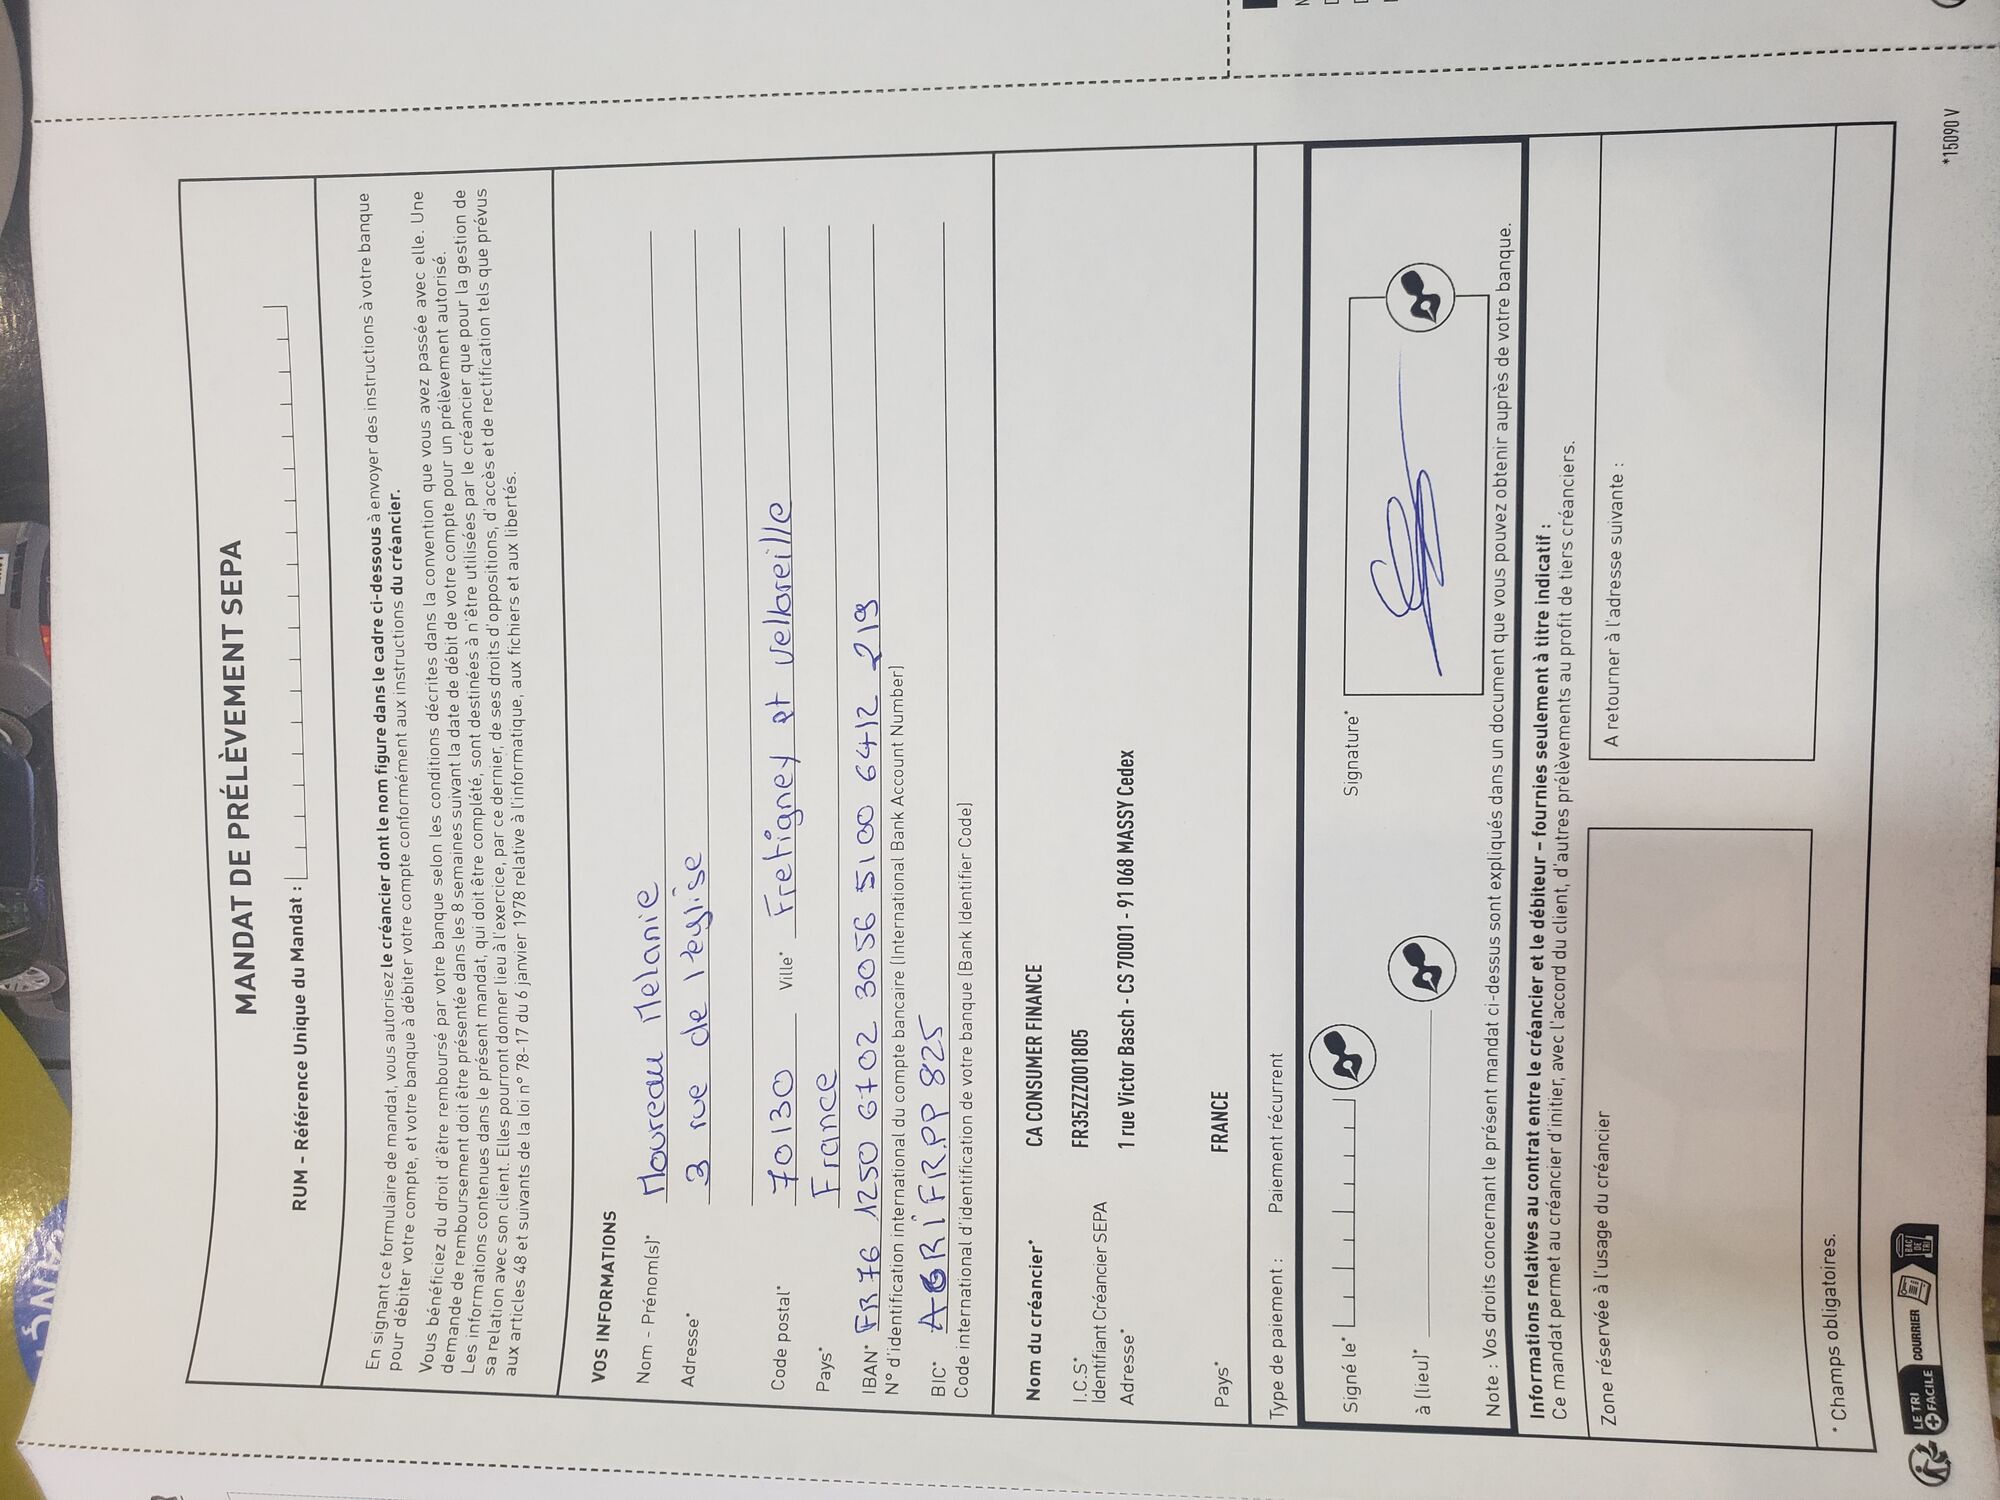 MANDAT DE PRÉLÈVEMENT SEPA
RUM - Référence Unique du Mandat :
En signant ce formulaire de mandat, vous autorisez le créancier dont le nom figure dans le cadre ci-dessous à envoyer des instructions à votre banque
pour débiter votre compte, et votre banque à débiter votre compte conformément aux instructions du créancier.
Vous bénéficiez du droit d'être remboursé par votre banque selon les conditions décrites dans la convention que vous avez passée avec elle. Une
demande de remboursement doit être présentée dans les 8 semaines suivant la date de débit de votre compte pour un prélèvement autorisé.
Les informations contenues dans le présent mandat, qui doit être complété, sont destinées à n'être utilisées par le créancier que pour la gestion de
sa relation avec son client. Elles pourront donner lieu à l'exercice, par ce dernier, de ses droits d'oppositions, d'accès et de rectification tels que prévus
aux articles 48 et suivants de la loi n° 78-17 du 6 janvier 1978 relative à l'informatique, aux fichiers et aux libertés.
VOS INFORMATIONS
Nom - Prénom(s)* Moureau Melanie
Adresse* 3 rue de l'eglise
Code postal* 70130 Ville* Fretigney et velloreille
Pays* France
IBAN* FR76 1250 6702 3056 5100 6412 219
N° d'identification international du compte bancaire (International Bank Account Number)
BIC* AGRIFRPP 825
Code international d'identification de votre banque (Bank Identifier Code)
Nom du créancier* CA CONSUMER FINANCE
I.C.S* FR35ZZZ001805
Identifiant Créancier SEPA
Adresse* 1 rue Victor Basch - CS 70001 - 91 068 MASSY Cedex
Pays* FRANCE
Type de paiement : Paiement récurrent
Signé le* Signature*
à (lieu)*
Note : Vos droits concernant le présent mandat ci-dessus sont expliqués dans un document que vous pouvez obtenir auprès de votre banque.
Informations relatives au contrat entre le créancier et le débiteur – fournies seulement à titre indicatif :
Ce mandat permet au créancier d'initier, avec l'accord du client, d'autres prélèvements au profit de tiers créanciers.
Zone réservée à l'usage du créancier
A retourner à l'adresse suivante :
* Champs obligatoires.
LE TRI
+ FACILE
COURRIER
BAC
DE
TRI
*15090 V